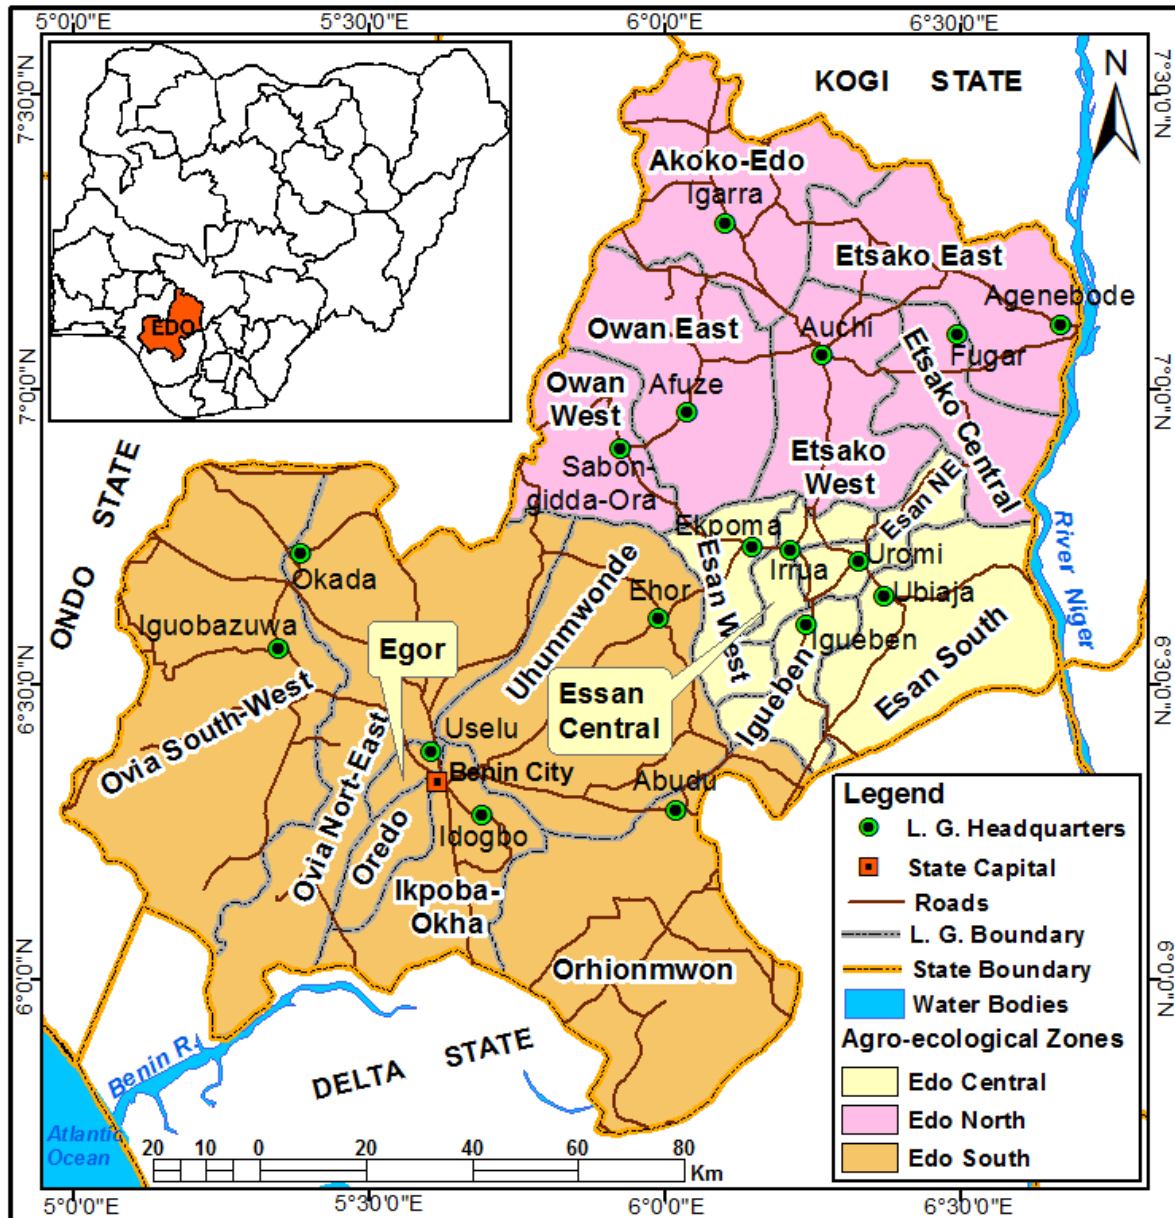 5°0'0"E
5°30'0"E
6°0'0"E
6°30'0"E
7°30'0"N
7°30'0"N
KOGI STATE
N
EDO
Akoko-Edo
Igarra
Etsako East
Agenebode
Owan East
Auchi
Fugar
7°0'0"N
7°0'0"N
Owan
West
Afuze
Etsako Central
Sabon-
gidda-Ora
Etsako
West
Esan NE
ONDO STATE
Ekpoma
Irrua
Uromi
River Niger
Okada
Uhunmwonde
Ehor
Esan West
Ubiaja
Iguobazuwa
Egor
Igueben
Igueben
Esan South
6°30'0"N
6°30'0"N
Essan
Central
Ovia South-West
Ovia Nort-East
Uselu
Benin City
Abudu
Oredo
Idogbo
Ikpoba-
Okha
Orhionmwon
6°0'0"N
6°0'0"N
Benin R.
DELTA STATE
Atlantic
Ocean
20 10 0 20 40 60 80
Km
Legend
L. G. Headquarters
State Capital
Roads
L. G. Boundary
State Boundary
Water Bodies
Agro-ecological Zones
Edo Central
Edo North
Edo South
5°0'0"E
5°30'0"E
6°0'0"E
6°30'0"E